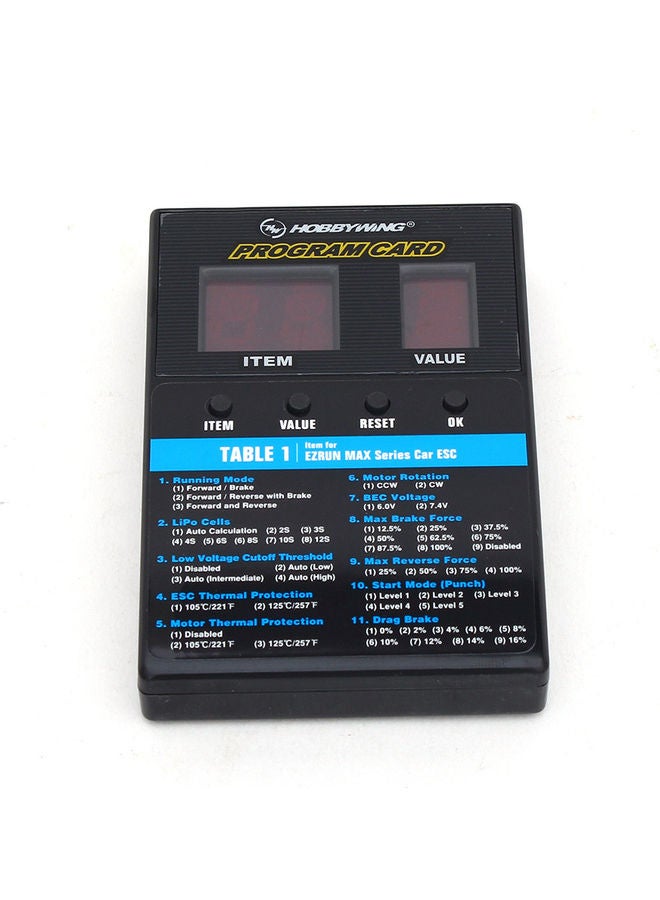 HW HOBBYWING®
PROGRAM CARD
ITEM VALUE
ITEM VALUE RESET OK
TABLE 1 | Item for EZRUN MAX Series Car ESC
1. Running Mode
(1) Forward / Brake
(2) Forward / Reverse with Brake
(3) Forward and Reverse
2. LiPo Cells
(1) Auto Calculation (2) 2S (3) 3S
(4) 4S (5) 6S (6) 8S (7) 10S (8) 12S
3. Low Voltage Cutoff Threshold
(1) Disabled (2) Auto (Low)
(3) Auto (Intermediate) (4) Auto (High)
4. ESC Thermal Protection
(1) 105℃/221℉ (2) 125℃/257℉
5. Motor Thermal Protection
(1) Disabled
(2) 105℃/221℉ (3) 125℃/257℉
6. Motor Rotation
(1) CCW (2) CW
7. BEC Voltage
(1) 6.0V (2) 7.4V
8. Max Brake Force
(1) 12.5% (2) 25% (3) 37.5%
(4) 50% (5) 62.5% (6) 75%
(7) 87.5% (8) 100% (9) Disabled
9. Max Reverse Force
(1) 25% (2) 50% (3) 75% (4) 100%
10. Start Mode (Punch)
(1) Level 1 (2) Level 2 (3) Level 3
(4) Level 4 (5) Level 5
11. Drag Brake
(1) 0% (2) 2% (3) 4% (4) 6% (5) 8%
(6) 10% (7) 12% (8) 14% (9) 16%